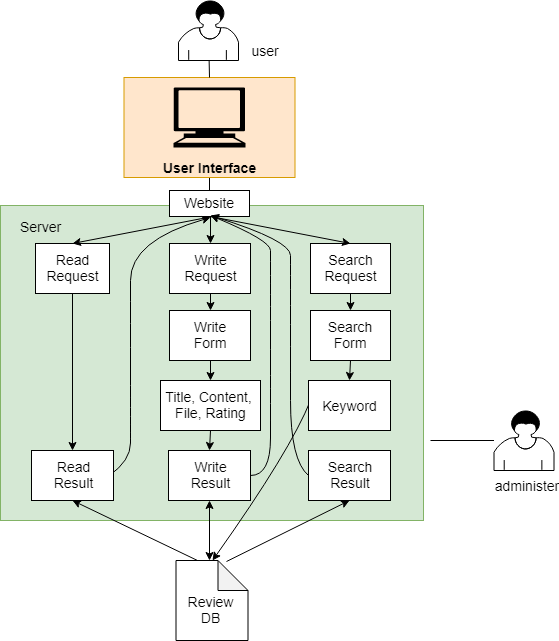 user
User Interface
Website
Server
Read
Request
Write
Request
Search
Request
Write
Form
Search
Form
Title, Content,
File, Rating
Keyword
Read
Result
Write
Result
Search
Result
administer
Review
DB